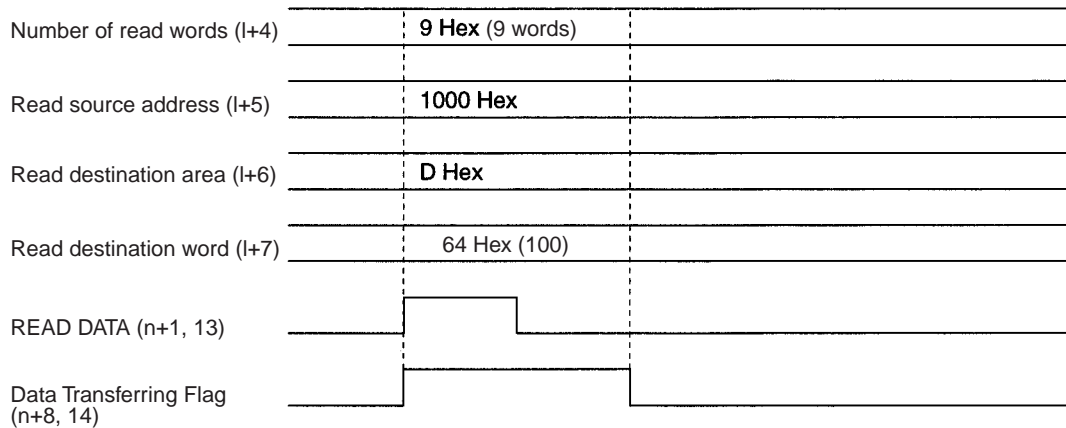 Number of read words (l+4) 9 Hex (9 words)
Read source address (l+5) 1000 Hex
Read destination area (l+6) D Hex
Read destination word (l+7) 64 Hex (100)
READ DATA (n+1, 13)
Data Transferring Flag
(n+8, 14)